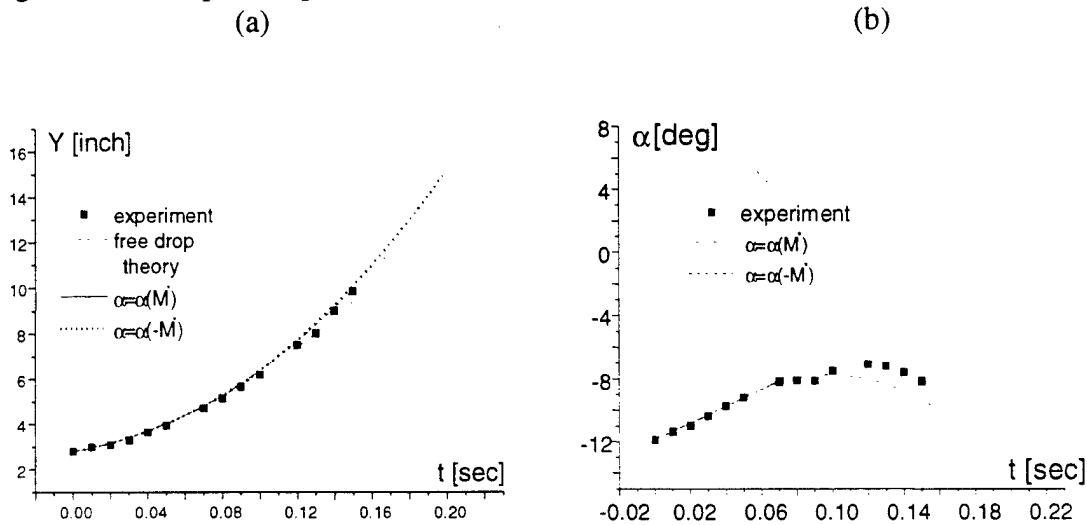 (a)
(b)
Y [inch]
16
14
12
10
8
6
4
2
experiment
free drop
theory
α=α(M*)
α=α(-M*)
t [sec]
0.00 0.04 0.08 0.12 0.16 0.20
α[deg]
8
4
0
-4
-8
-12
experiment
α=α(M*)
α=α(-M*)
t [sec]
-0.02 0.02 0.06 0.10 0.14 0.18 0.22